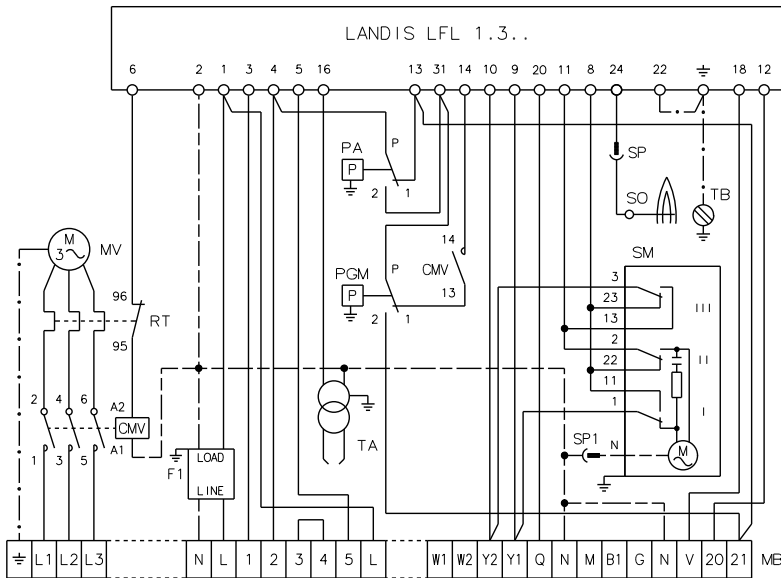 LANDIS LFL 1.3..
6 2 1 3 4 5 16 13 31 14 10 9 20 11 8 24 22 18 12
PA P P 2 1
SP
SO TB
M 3 MV
14 CMV 13
PGM P P 2 1
SM
3
23
13 III
2
22 II
11
1 I
SP1 N M
96
RT
95
2 4 6 A2
CMV
1 3 5 A1
TA
F1 LOAD
LINE
L1 L2 L3 N L 1 2 3 4 5 L W1 W2 Y2 Y1 Q N M B1 G N V 20 21 MB